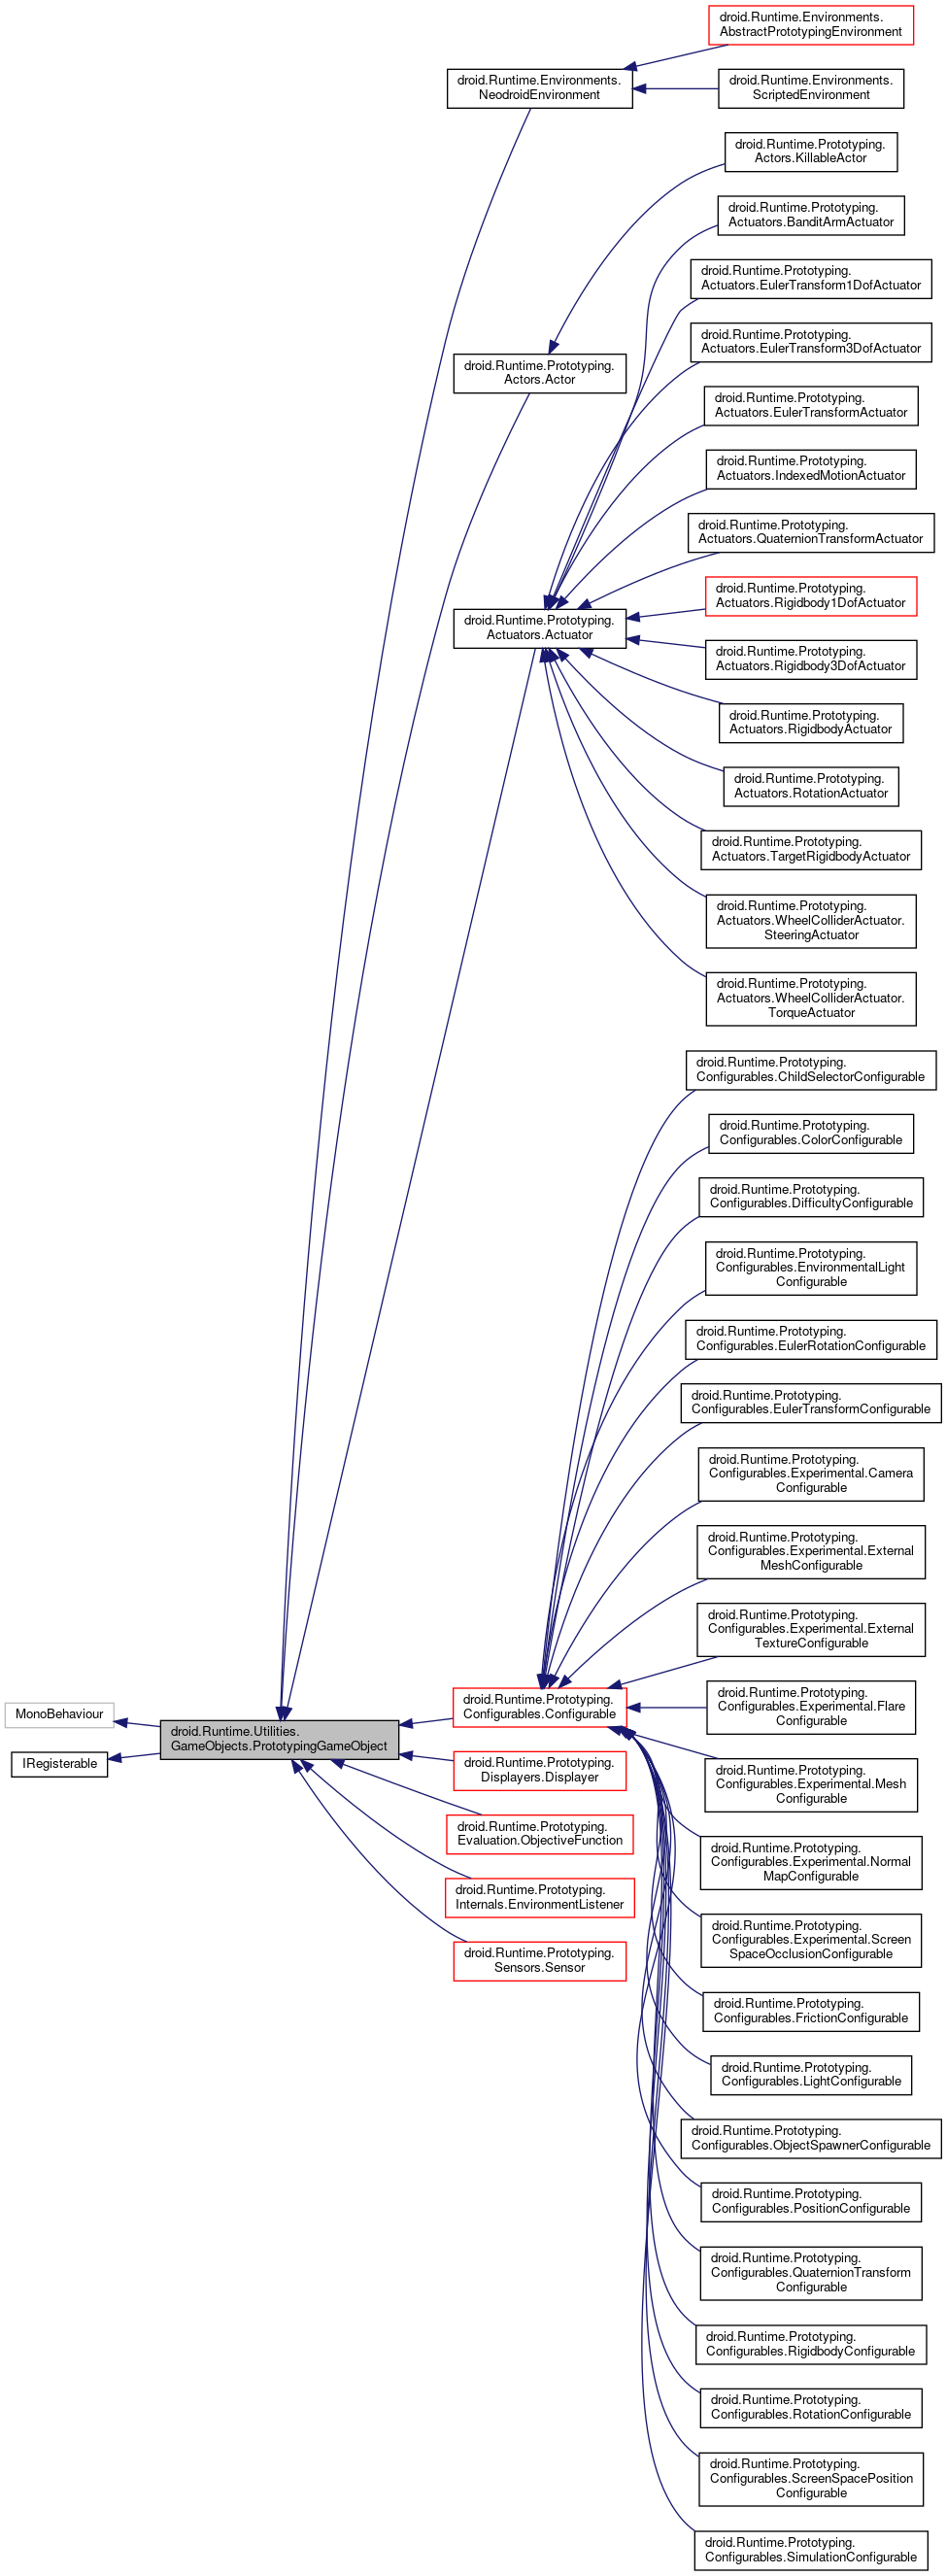 droid.Runtime.Environments.
AbstractPrototypingEnvironment
droid.Runtime.Environments.
NeodroidEnvironment
droid.Runtime.Environments.
ScriptedEnvironment
droid.Runtime.Prototyping.
Actors.KillableActor
droid.Runtime.Prototyping.
Actuators.BanditArmActuator
droid.Runtime.Prototyping.
Actuators.EulerTransform1DofActuator
droid.Runtime.Prototyping.
Actuators.EulerTransform3DofActuator
droid.Runtime.Prototyping.
Actors.Actor
droid.Runtime.Prototyping.
Actuators.EulerTransformActuator
droid.Runtime.Prototyping.
Actuators.IndexedMotionActuator
droid.Runtime.Prototyping.
Actuators.QuaternionTransformActuator
droid.Runtime.Prototyping.
Actuators.Rigidbody1DofActuator
droid.Runtime.Prototyping.
Actuators.Actuator
droid.Runtime.Prototyping.
Actuators.Rigidbody3DofActuator
droid.Runtime.Prototyping.
Actuators.RigidbodyActuator
droid.Runtime.Prototyping.
Actuators.RotationActuator
droid.Runtime.Prototyping.
Actuators.TargetRigidbodyActuator
droid.Runtime.Prototyping.
Actuators.WheelColliderActuator.
SteeringActuator
droid.Runtime.Prototyping.
Actuators.WheelColliderActuator.
TorqueActuator
droid.Runtime.Prototyping.
Configurables.ChildSelectorConfigurable
droid.Runtime.Prototyping.
Configurables.ColorConfigurable
droid.Runtime.Prototyping.
Configurables.DifficultyConfigurable
droid.Runtime.Prototyping.
Configurables.EnvironmentalLight
Configurable
droid.Runtime.Prototyping.
Configurables.EulerRotationConfigurable
droid.Runtime.Prototyping.
Configurables.EulerTransformConfigurable
droid.Runtime.Prototyping.
Configurables.Experimental.Camera
Configurable
droid.Runtime.Prototyping.
Configurables.Experimental.External
MeshConfigurable
droid.Runtime.Prototyping.
Configurables.Experimental.External
TextureConfigurable
MonoBehaviour
IRegisterable
droid.Runtime.Utilities.
GameObjects.PrototypingGameObject
droid.Runtime.Prototyping.
Configurables.Configurable
droid.Runtime.Prototyping.
Configurables.Experimental.Flare
Configurable
droid.Runtime.Prototyping.
Displayers.Displayer
droid.Runtime.Prototyping.
Configurables.Experimental.Mesh
Configurable
droid.Runtime.Prototyping.
Evaluation.ObjectiveFunction
droid.Runtime.Prototyping.
Configurables.Experimental.Normal
MapConfigurable
droid.Runtime.Prototyping.
Internals.EnvironmentListener
droid.Runtime.Prototyping.
Configurables.Experimental.Screen
SpaceOcclusionConfigurable
droid.Runtime.Prototyping.
Sensors.Sensor
droid.Runtime.Prototyping.
Configurables.FrictionConfigurable
droid.Runtime.Prototyping.
Configurables.LightConfigurable
droid.Runtime.Prototyping.
Configurables.ObjectSpawnerConfigurable
droid.Runtime.Prototyping.
Configurables.PositionConfigurable
droid.Runtime.Prototyping.
Configurables.QuaternionTransform
Configurable
droid.Runtime.Prototyping.
Configurables.RigidbodyConfigurable
droid.Runtime.Prototyping.
Configurables.RotationConfigurable
droid.Runtime.Prototyping.
Configurables.ScreenSpacePosition
Configurable
droid.Runtime.Prototyping.
Configurables.SimulationConfigurable